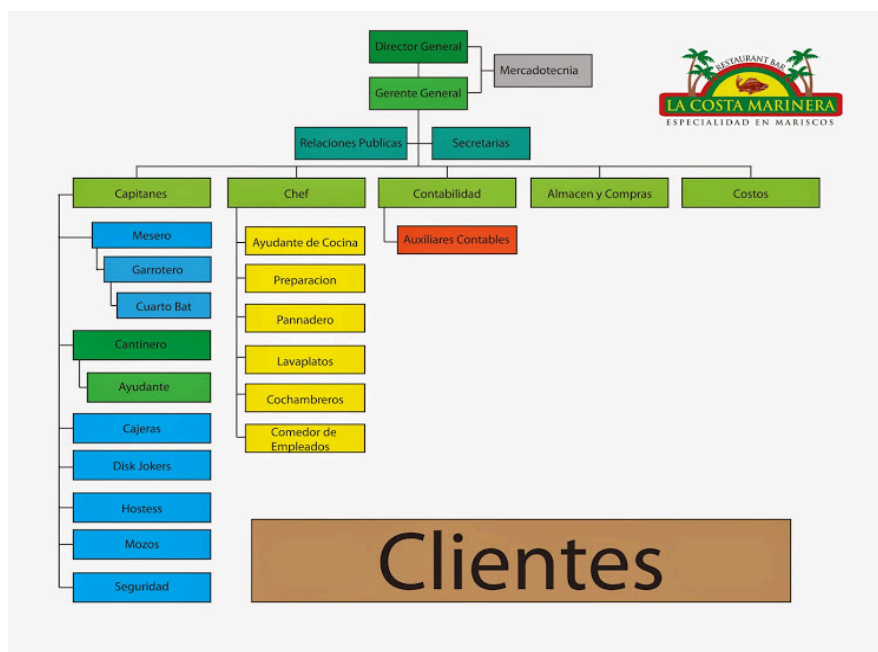 Director General
Mercadotecnia
Gerente General
RESTAURANT BAR
LA COSTA MARINERA
ESPECIALIDAD EN MARISCOS
Relaciones Publicas
Secretarias
Capitanes
Chef
Contabilidad
Almacen y Compras
Costos
Mesero
Garrotero
Cuarto Bat
Cantinero
Ayudante
Cajeras
Disk Jokers
Hostess
Mozos
Seguridad
Ayudante de Cocina
Preparacion
Pannadero
Lavaplatos
Cochambreros
Comedor de
Empleados
Auxiliares Contables
Clientes